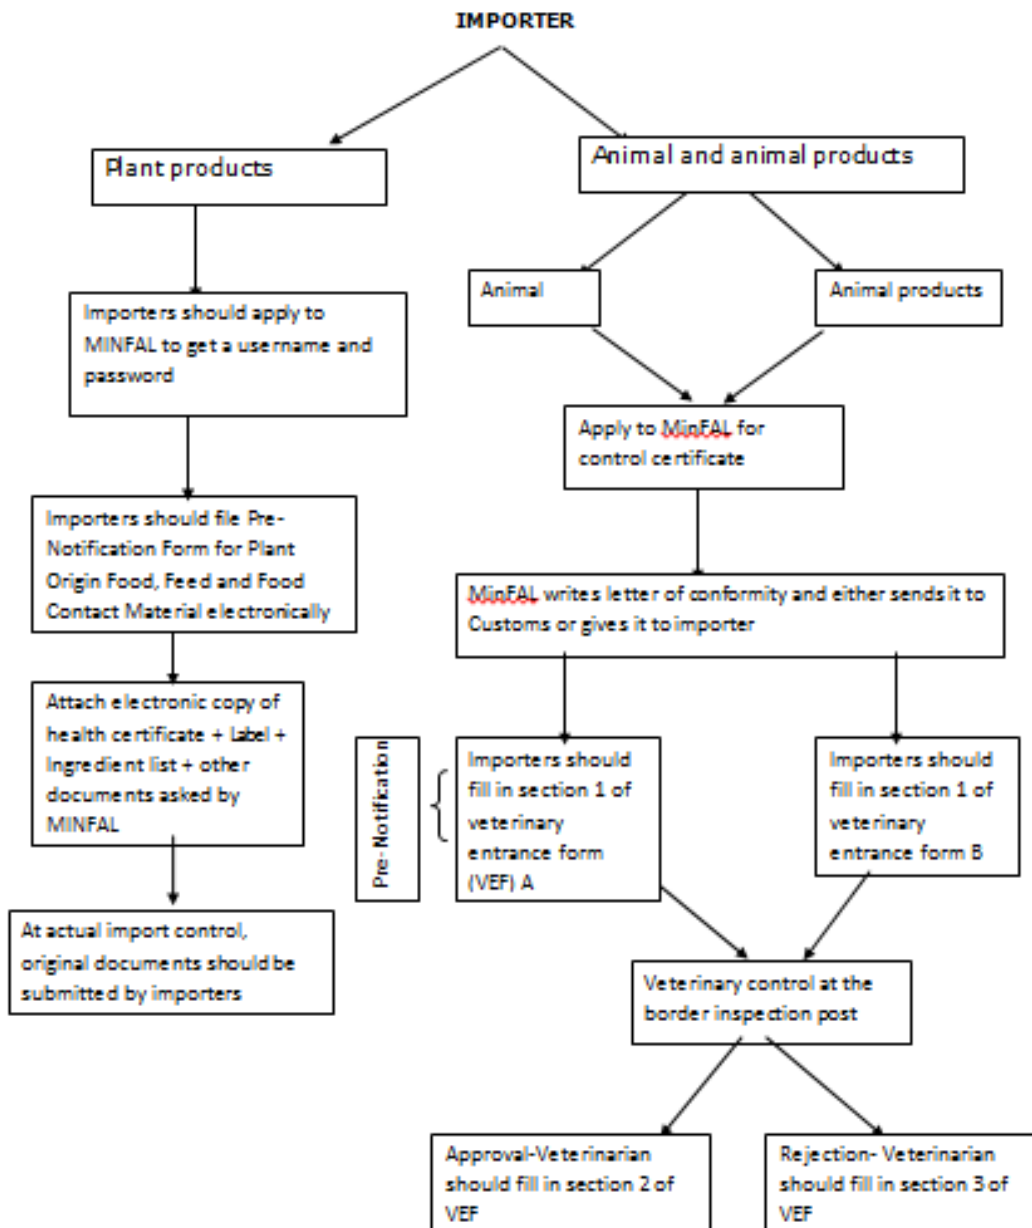 IMPORTER
Plant products
Animal and animal products
Animal
Animal products
Importers should apply to
MINFAL to get a username and
password
Apply to MinFAL for
control certificate
Importers should file Pre-
Notification Form for Plant
Origin Food, Feed and Food
Contact Material electronically
MinFAL writes letter of conformity and either sends it to
Customs or gives it to importer
Attach electronic copy of
health certificate + Label +
Ingredient list + other
documents asked by
MINFAL
Pre-Notification
Importers should
fill in section 1 of
veterinary
entrance form
(VEF) A
Importers should
fill in section 1 of
veterinary
entrance form B
At actual import control,
original documents should be
submitted by importers
Veterinary control at the
border inspection post
Approval-Veterinarian
should fill in section 2 of
VEF
Rejection- Veterinarian
should fill in section 3 of
VEF